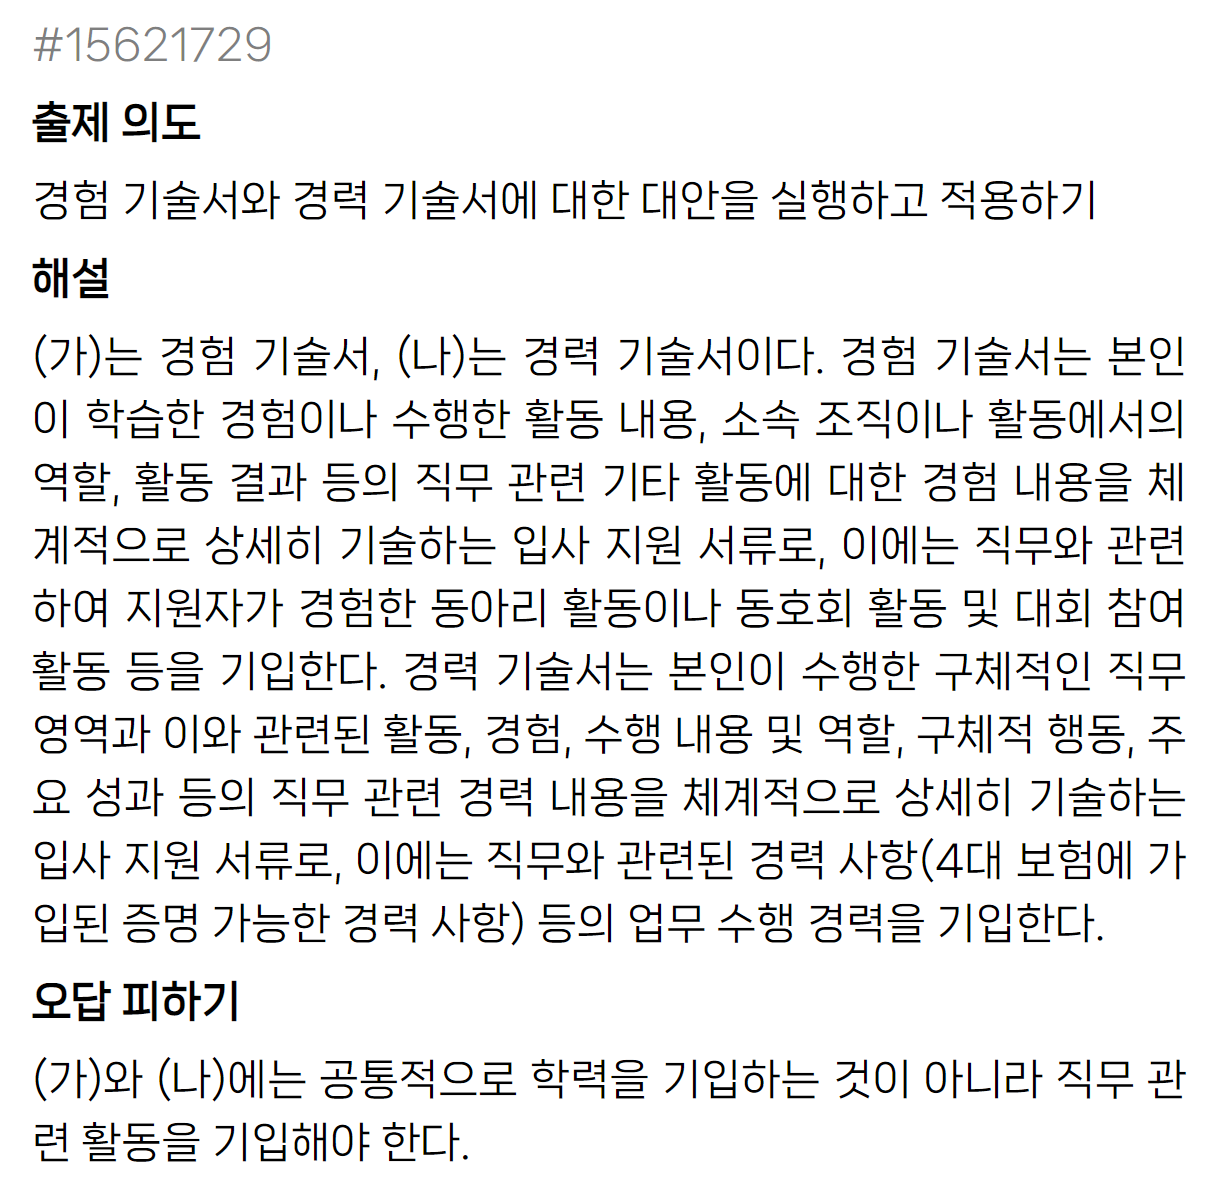 #15621729
출제 의도
경험 기술서와 경력 기술서에 대한 대안을 실행하고 적용하기
해설
(가)는 경험 기술서, (나)는 경력 기술서이다. 경험 기술서는 본인
이 학습한 경험이나 수행한 활동 내용, 소속 조직이나 활동에서의
역할, 활동 결과 등의 직무 관련 기타 활동에 대한 경험 내용을 체
계적으로 상세히 기술하는 입사 지원 서류로, 이에는 직무와 관련
하여 지원자가 경험한 동아리 활동이나 동호회 활동 및 대회 참여
활동 등을 기입한다. 경력 기술서는 본인이 수행한 구체적인 직무
영역과 이와 관련된 활동, 경험, 수행 내용 및 역할, 구체적 행동, 주
요 성과 등의 직무 관련 경력 내용을 체계적으로 상세히 기술하는
입사 지원 서류로, 이에는 직무와 관련된 경력 사항(4대 보험에 가
입된 증명 가능한 경력 사항) 등의 업무 수행 경력을 기입한다.
오답 피하기
(가)와 (나)에는 공통적으로 학력을 기입하는 것이 아니라 직무 관
련 활동을 기입해야 한다.